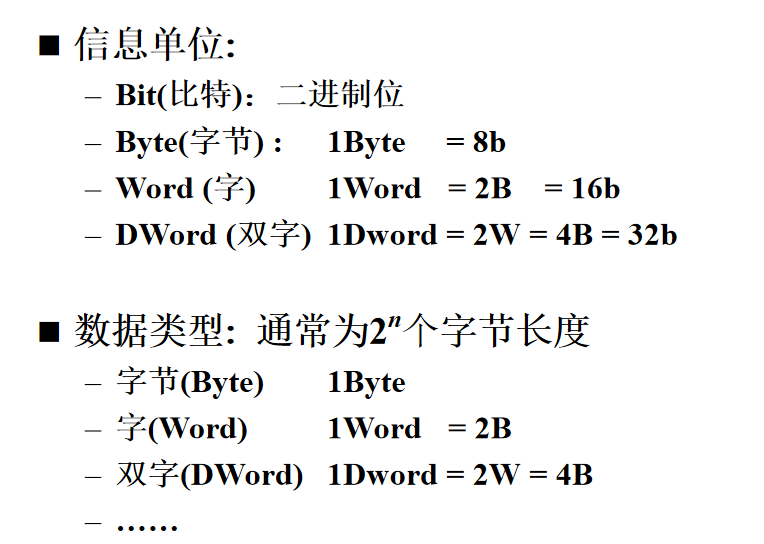 ■ 信息单位:
– Bit(比特)：二进制位
– Byte(字节)： 1Byte = 8b
– Word (字) 1Word = 2B = 16b
– DWord (双字) 1Dword = 2W = 4B = 32b
■ 数据类型: 通常为2ⁿ个字节长度
– 字节(Byte) 1Byte
– 字(Word) 1Word = 2B
– 双字(DWord) 1Dword = 2W = 4B
– ……